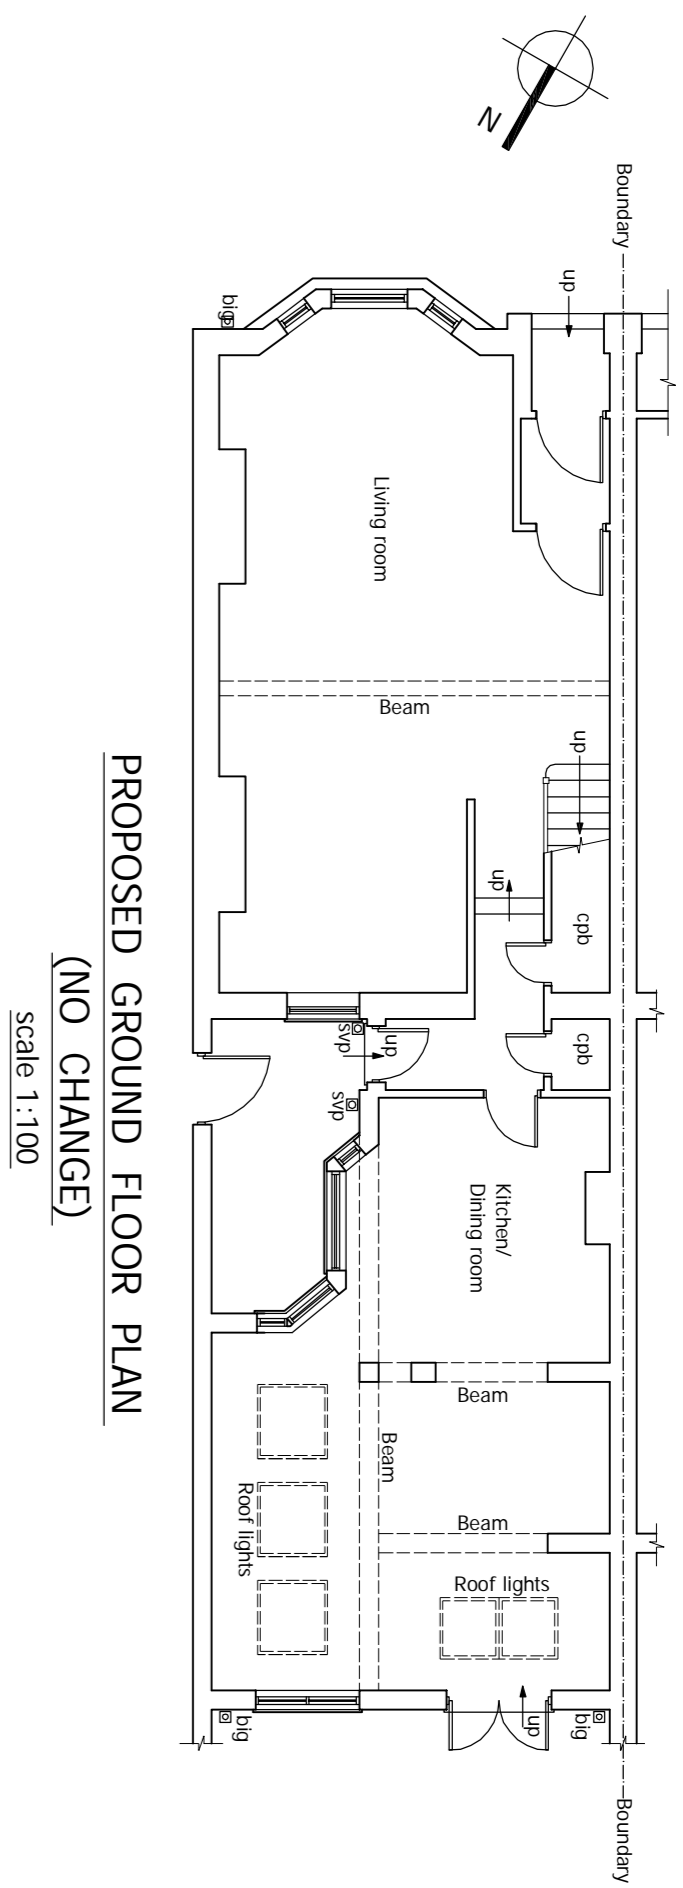 N
Boundary
up
big
Living room
Beam
up
up
cpb
cpb
up
svp
svp
Kitchen/
Dining room
Beam
Beam
Beam
Roof lights
Roof lights
up
big
big
Boundary
PROPOSED GROUND FLOOR PLAN
(NO CHANGE)
scale 1:100